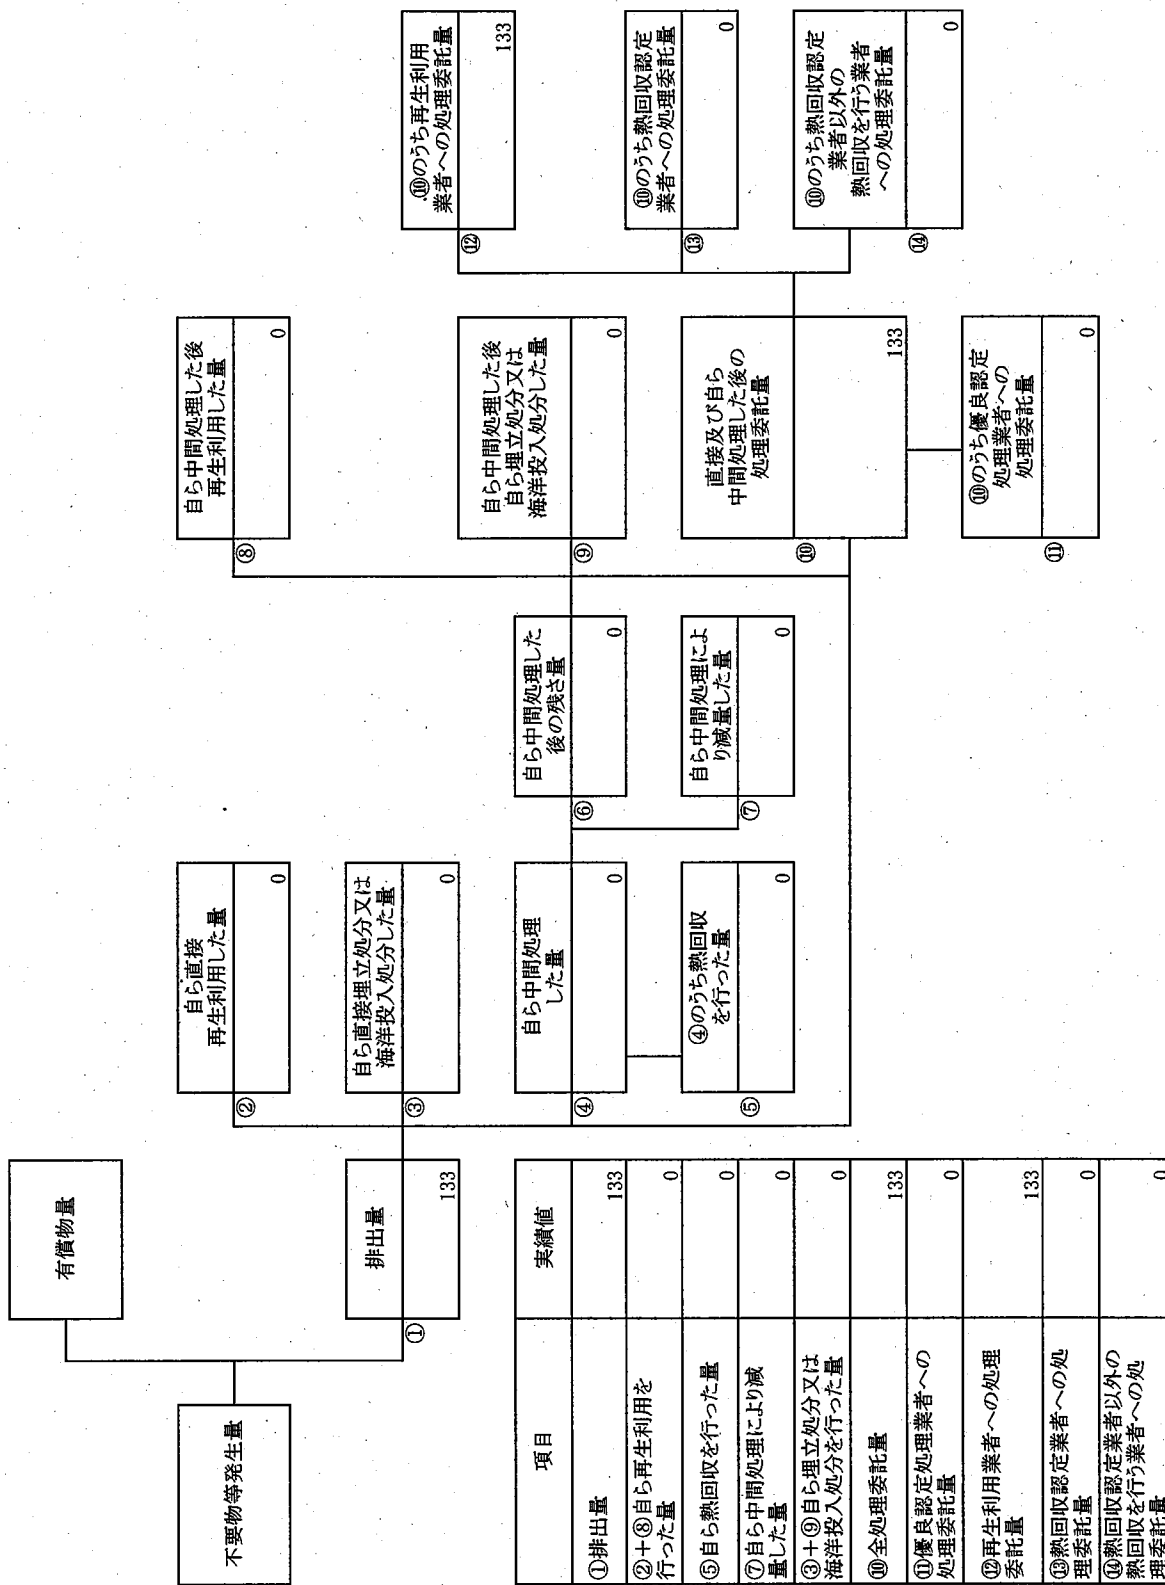 不要物等発生量
有償物量
①
排出量
133
②
自ら直接
再生利用した量
0
③
自ら直接埋立処分又は
海洋投入処分した量
0
④
自ら中間処理
した量
0
⑤
④のうち熱回収
を行った量
0
⑥
自ら中間処理した
後の残さ量
0
⑦
自ら中間処理によ
り減量した量
0
⑧
自ら中間処理した後
再生利用した量
0
⑨
自ら中間処理した後
自ら埋立処分又は
海洋投入処分した量
0
⑩
直接及び自ら
中間処理した後の
処理委託量
133
⑪
⑩のうち優良認定
処理業者への
処理委託量
0
⑫
⑩のうち再生利用
業者への処理委託量
133
⑬
⑩のうち熱回収認定
業者への処理委託量
0
⑭
⑩のうち熱回収認定
業者以外の
熱回収を行う業者
への処理委託量
0
項目
実績値
①排出量
133
②+⑧自ら再生利用を
行った量
0
⑤自ら熱回収を行った量
0
⑦自ら中間処理により減
量した量
0
③+⑨自ら埋立処分又は
海洋投入処分を行った量
0
⑩全処理委託量
133
⑪優良認定処理業者への
処理委託量
0
⑫再生利用業者への処理
委託量
133
⑬熱回収認定業者への処
理委託量
0
⑭熱回収認定業者以外の
熱回収を行う業者への処
理委託量
0